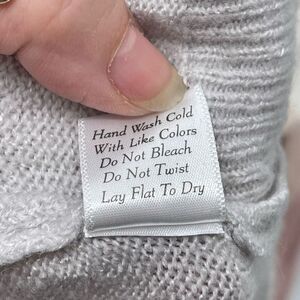 Hand Wash Cold
With Like Colors
Do Not Bleach
Do Not Twist
Lay Flat To Dry